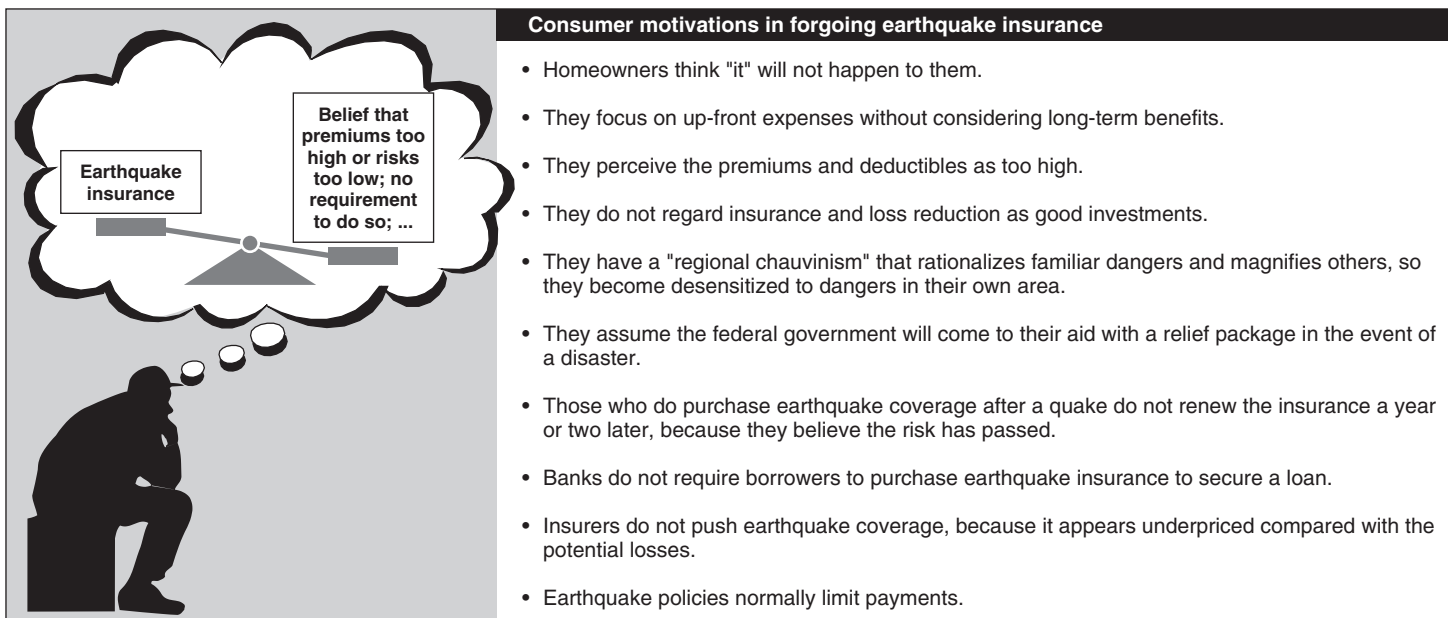 Earthquake
insurance
Belief that
premiums too
high or risks
too low; no
requirement
to do so; ...
Consumer motivations in forgoing earthquake insurance
• Homeowners think "it" will not happen to them.
• They focus on up-front expenses without considering long-term benefits.
• They perceive the premiums and deductibles as too high.
• They do not regard insurance and loss reduction as good investments.
• They have a "regional chauvinism" that rationalizes familiar dangers and magnifies others, so
they become desensitized to dangers in their own area.
• They assume the federal government will come to their aid with a relief package in the event of
a disaster.
• Those who do purchase earthquake coverage after a quake do not renew the insurance a year
or two later, because they believe the risk has passed.
• Banks do not require borrowers to purchase earthquake insurance to secure a loan.
• Insurers do not push earthquake coverage, because it appears underpriced compared with the
potential losses.
• Earthquake policies normally limit payments.